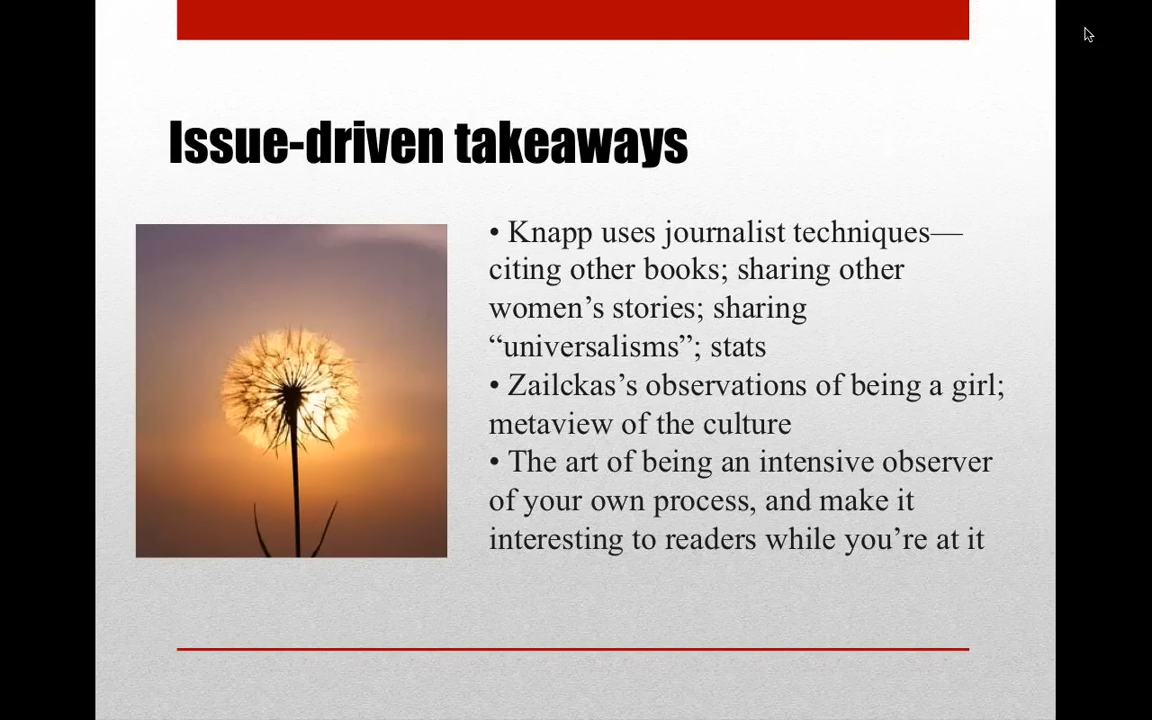 Issue-driven takeaways
• Knapp uses journalist techniques—
citing other books; sharing other
women’s stories; sharing
“universalisms”; stats
• Zailckas’s observations of being a girl;
metaview of the culture
• The art of being an intensive observer
of your own process, and make it
interesting to readers while you’re at it